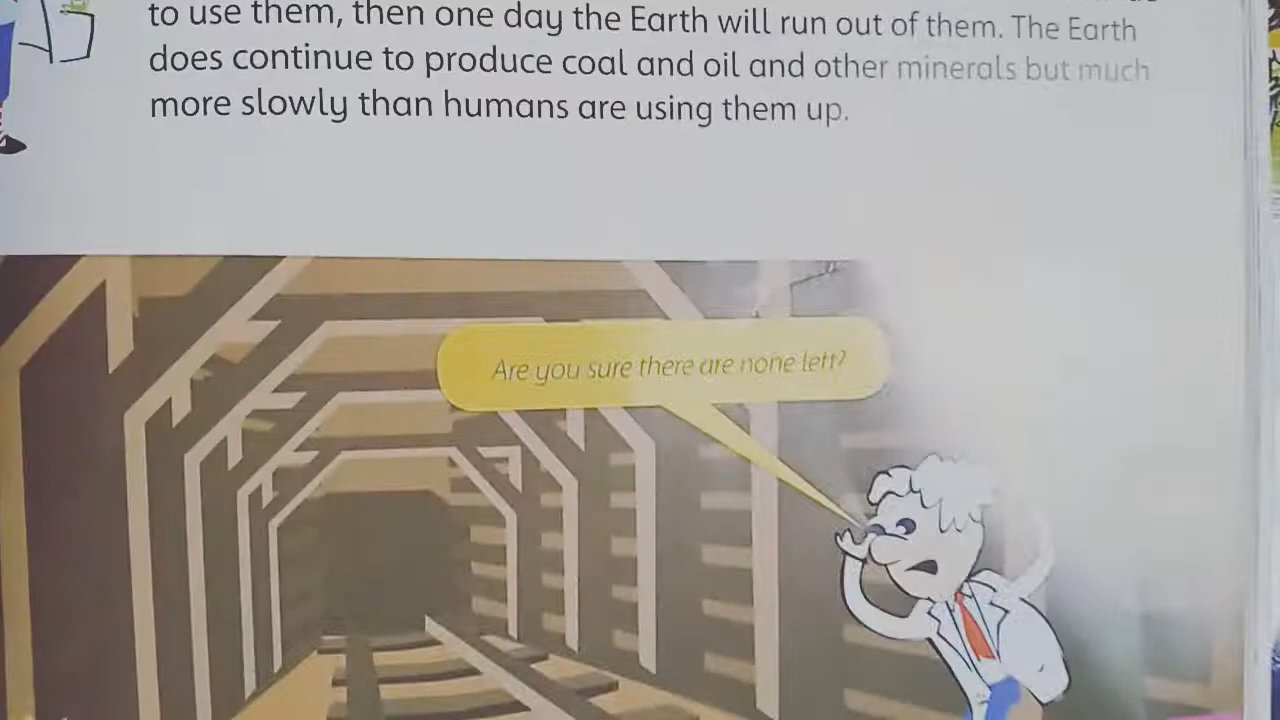 to use them, then one day the Earth will run out of them. The Earth
does continue to produce coal and oil and other minerals but much
more slowly than humans are using them up.
Are you sure there are none left?